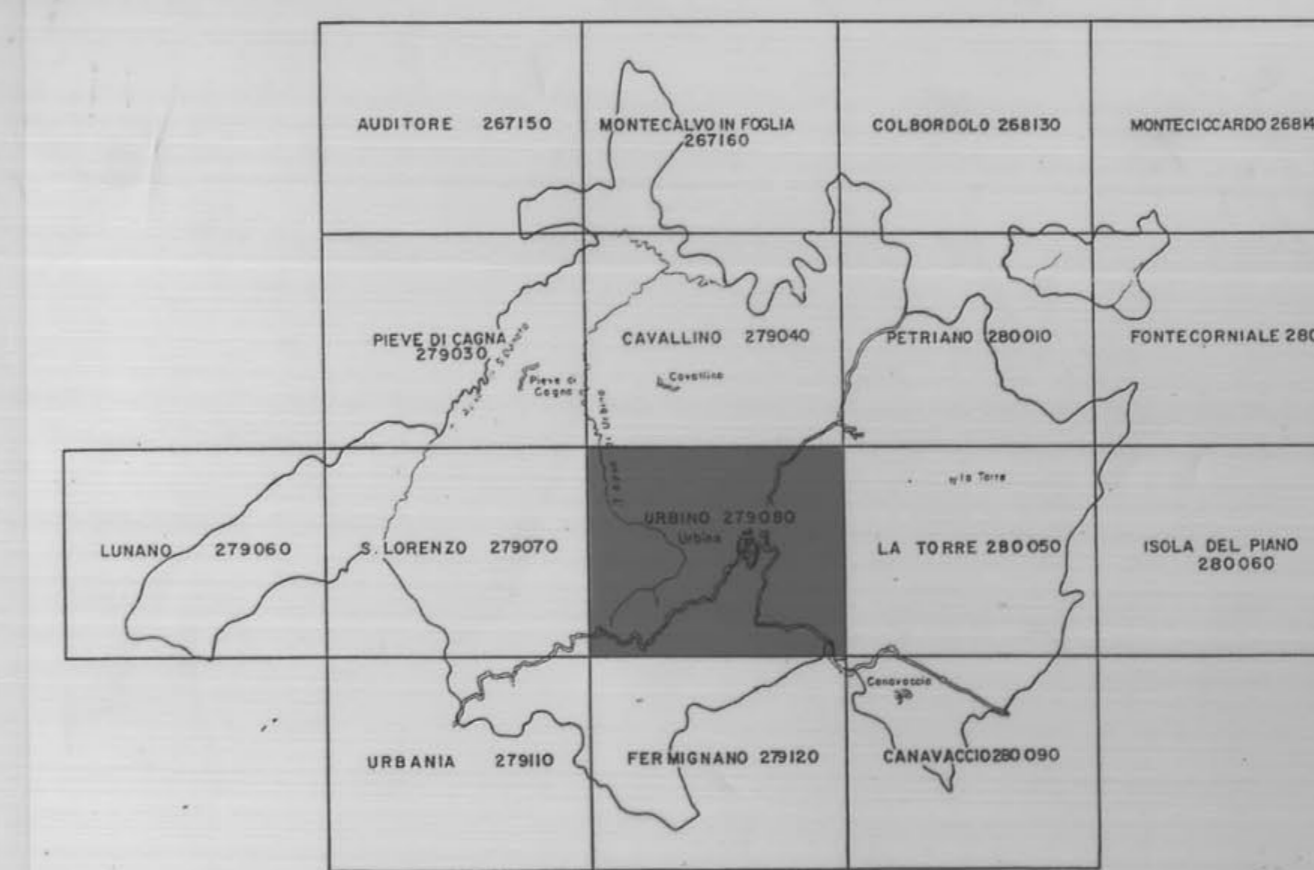 AUDITORE 267150
MONTECALVO IN FOGLIA
267160
COLBORDOLO 268130
MONTECICCARDO 26814
PIEVE DI CAGNA
279030
Pieve di
Cagna
CAVALLINO 279040
Cavallino
PETRIANO 280010
FONTECORNIALE 280
LUNANO 279060
S. LORENZO 279070
URBINO 279080
Urbino
la Torre
LA TORRE 280050
ISOLA DEL PIANO
280060
URBANIA 279110
FERMIGNANO 279120
Canavaccio
CANAVACCIO 280090